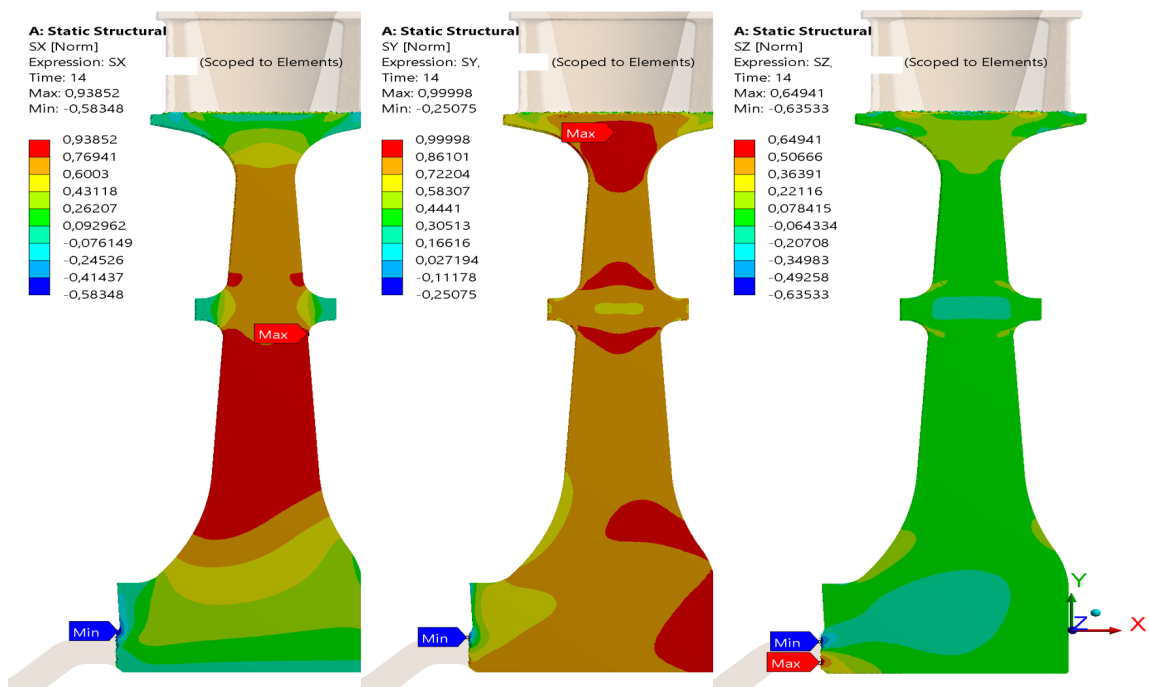 A: Static Structural
SX [Norm]
Expression: SX
Time: 14
Max: 0,93852
Min: -0,58348
(Scoped to Elements)
0,93852
0,76941
0,6003
0,43118
0,26207
0,092962
-0,076149
-0,24526
-0,41437
-0,58348
Max
Min
A: Static Structural
SY [Norm]
Expression: SY,
Time: 14
Max: 0,99998
Min: -0,25075
(Scoped to Elements)
0,99998
0,86101
0,72204
0,58307
0,4441
0,30513
0,16616
0,027194
-0,11178
-0,25075
Max
Min
A: Static Structural
SZ [Norm]
Expression: SZ,
Time: 14
Max: 0,64941
Min: -0,63533
(Scoped to Elements)
0,64941
0,50666
0,36391
0,22116
0,078415
-0,064334
-0,20708
-0,34983
-0,49258
-0,63533
Min
Max
Y
Z
X